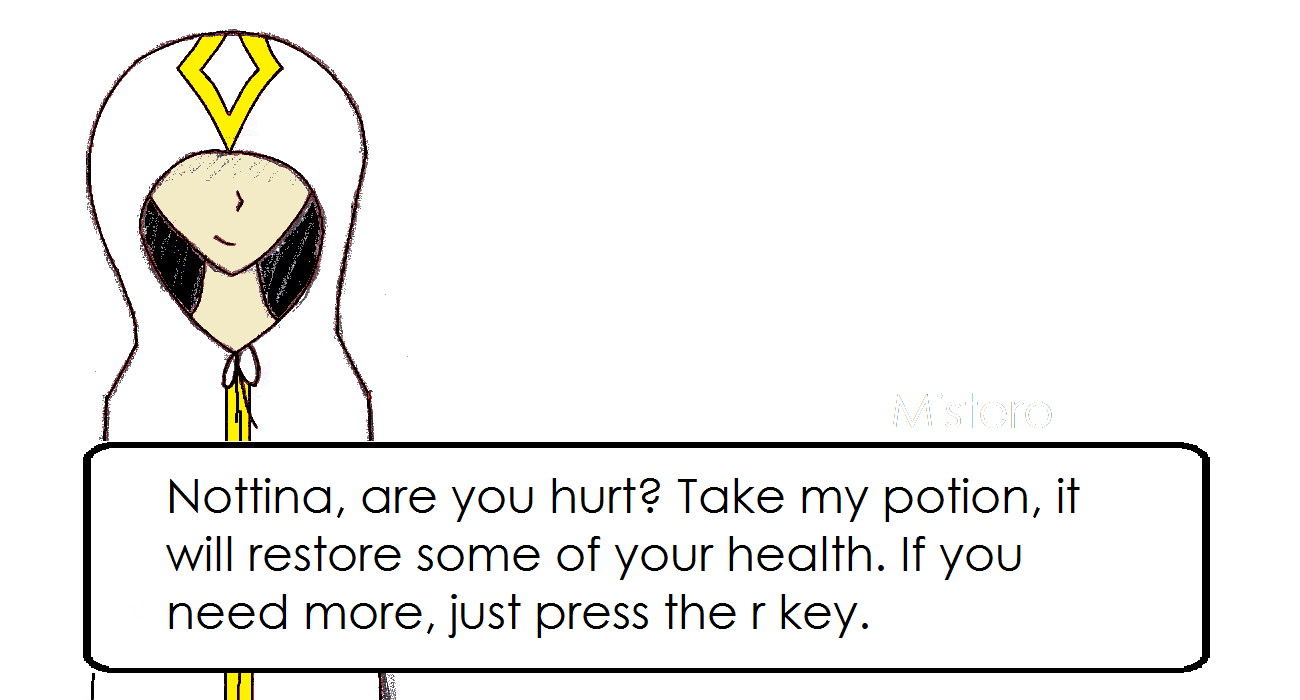 Mistero
Nottina, are you hurt? Take my potion, it
will restore some of your health. If you
need more, just press the r key.